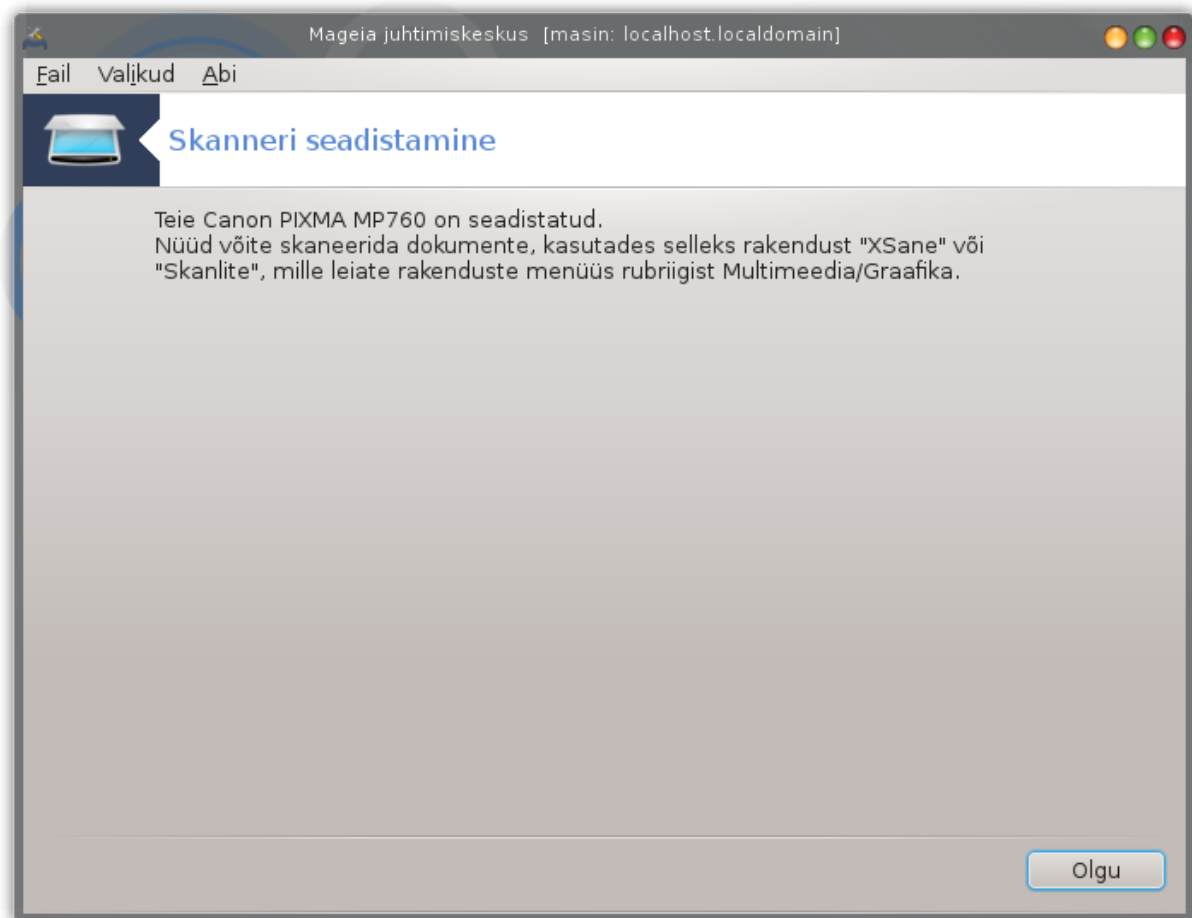 Mageia juhtimiskeskus [masin: localhost.localdomain]
Fail Valikud Abi
Skanneri seadistamine
Teie Canon PIXMA MP760 on seadistatud.
Nüüd võite skaneerida dokumente, kasutades selleks rakendust "XSane" või
"Skanlite", mille leiate rakenduste menüüs rubriigist Multimeedia/Graafika.
Olgu